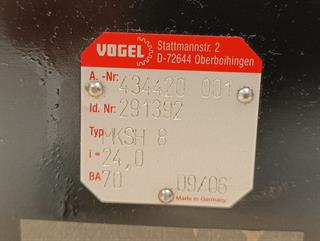 VOGEL
Stattmannstr. 2
D-72644 Oberboihingen
A.-Nr: 434420 001
Id. Nr: 291392
Typ MKSH 8
i = 24,0
BA 70 09/06
Made in Germany